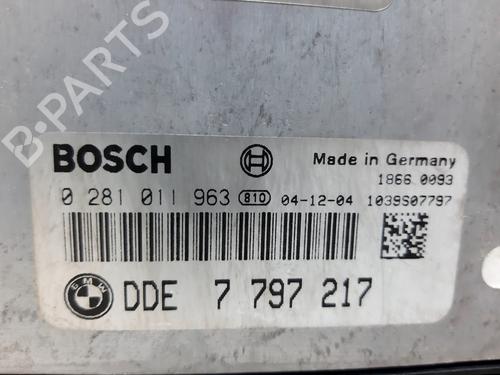 B-PARTS
BOSCH
Made in Germany
1866 0093
0 281 011 963 810 04-12-04 1039S07797
BMW DDE 7 797 217